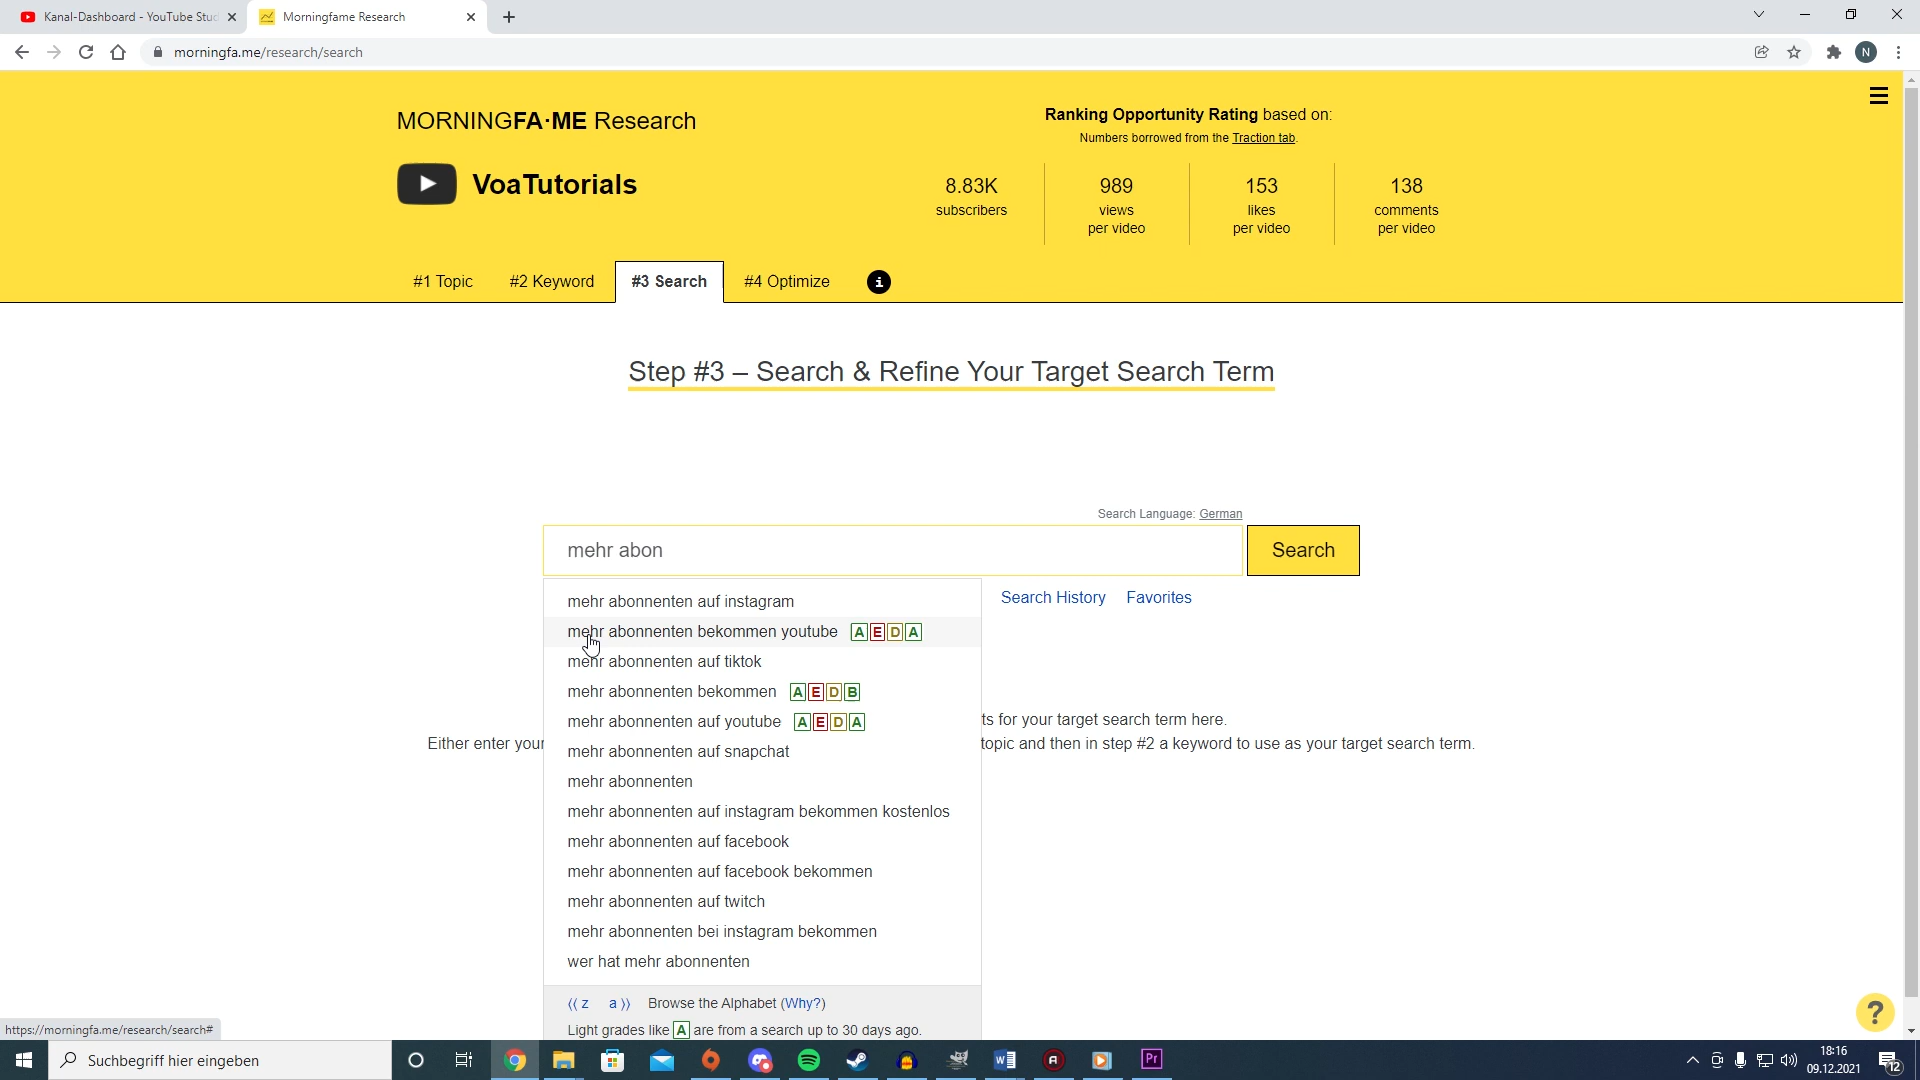 Kanal-Dashboard - YouTube Stu
Morningfame Research
morningfa.me/research/search
N
MORNINGFA·ME Research
Ranking Opportunity Rating based on:
Numbers borrowed from the Traction tab.
VoaTutorials
8.83K
subscribers
989
views
per video
153
likes
per video
138
comments
per video
#1 Topic
#2 Keyword
#3 Search
#4 Optimize
i
Step #3 – Search & Refine Your Target Search Term
Search Language: German
mehr abon
Search
Search History
Favorites
mehr abonnenten auf instagram
mehr abonnenten bekommen youtube A E D A
mehr abonnenten auf tiktok
mehr abonnenten bekommen A E D B
mehr abonnenten auf youtube A E D A
mehr abonnenten auf snapchat
mehr abonnenten
mehr abonnenten auf instagram bekommen kostenlos
mehr abonnenten auf facebook
mehr abonnenten auf facebook bekommen
mehr abonnenten auf twitch
mehr abonnenten bei instagram bekommen
wer hat mehr abonnenten
⟨⟨ z a ⟩⟩ Browse the Alphabet (Why?)
Light grades like A are from a search up to 30 days ago.
ts for your target search term here.
Either enter your
topic and then in step #2 a keyword to use as your target search term.
?
https://morningfa.me/research/search#
Suchbegriff hier eingeben
Pr
18:16
09.12.2021
12